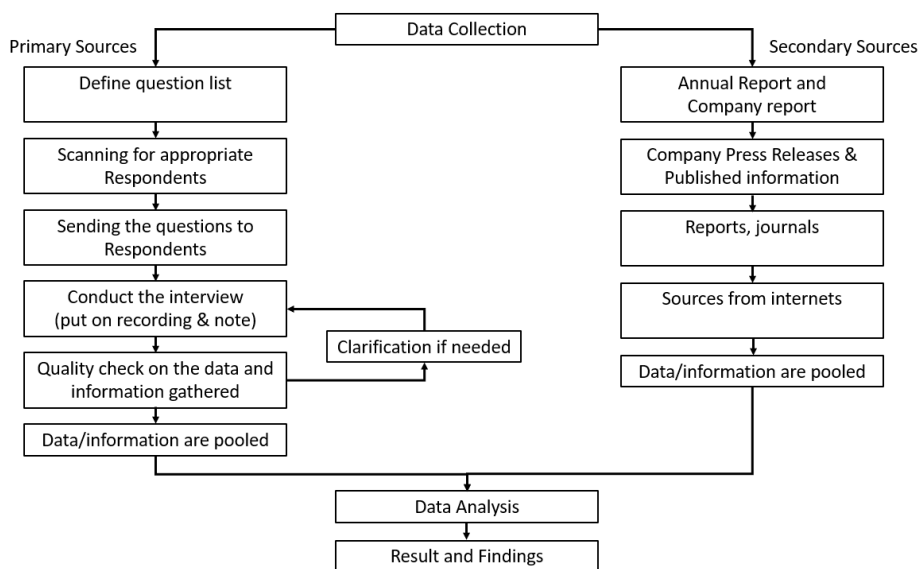 Data Collection
Primary Sources
Secondary Sources
Define question list
Scanning for appropriate
Respondents
Sending the questions to
Respondents
Conduct the interview
(put on recording & note)
Clarification if needed
Quality check on the data and
information gathered
Data/information are pooled
Annual Report and
Company report
Company Press Releases &
Published information
Reports, journals
Sources from internets
Data/information are pooled
Data Analysis
Result and Findings